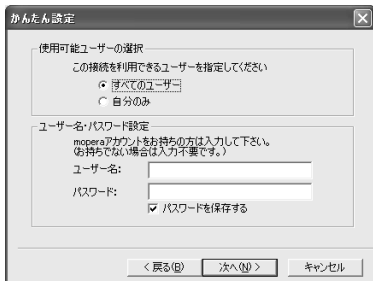 かんたん設定
使用可能ユーザーの選択
この接続を利用できるユーザーを指定してください
すべてのユーザー
自分のみ
ユーザー名・パスワード設定
moperaアカウントをお持ちの方は入力して下さい。
(お持ちでない場合は入力不要です。)
ユーザー名:
パスワード:
パスワードを保存する
< 戻る(B)
次へ(N) >
キャンセル